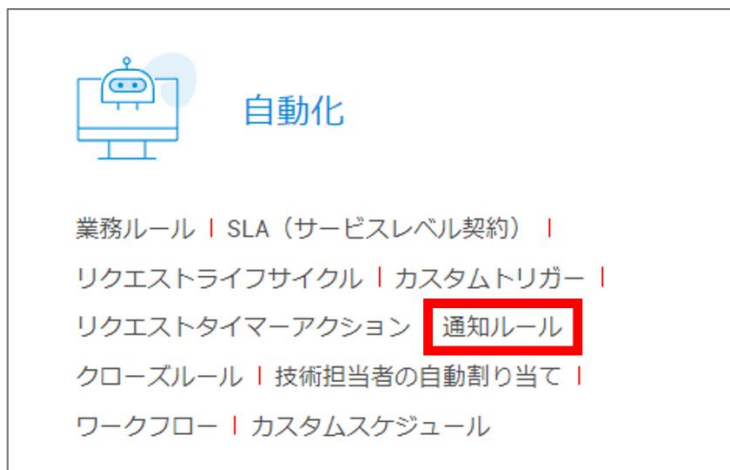 自動化
業務ルール | SLA（サービスレベル契約） |
リクエストライフサイクル | カスタムトリガー |
リクエストタイマーアクション 通知ルール
クローズルール | 技術担当者の自動割り当て |
ワークフロー | カスタムスケジュール